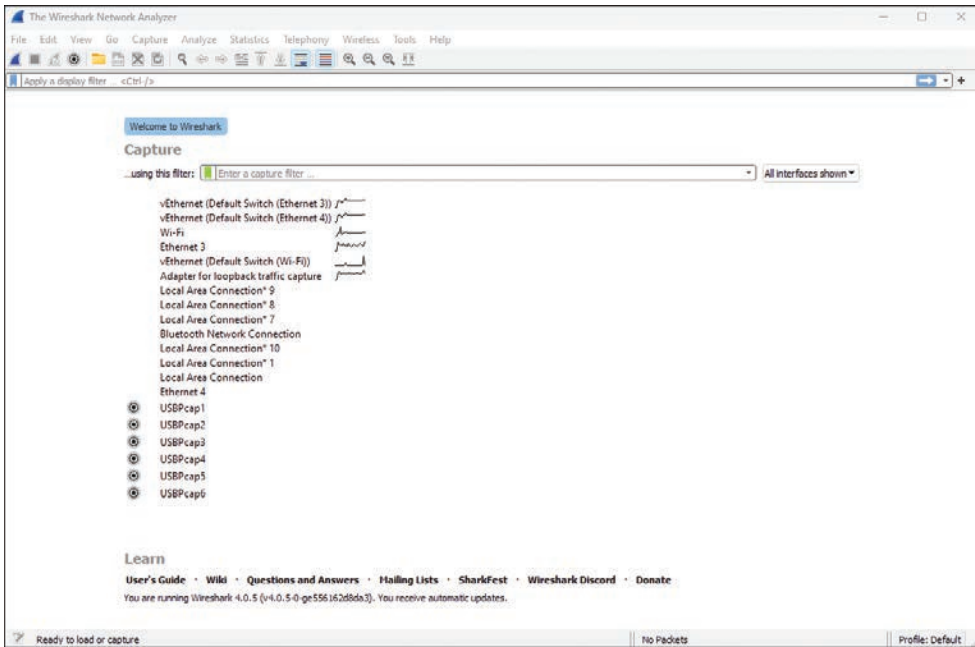 The Wireshark Network Analyzer
File Edit View Go Capture Analyze Statistics Telephony Wireless Tools Help
Apply a display filter ... <Ctrl-/>
Welcome to Wireshark
Capture
...using this filter: Enter a capture filter ... All interfaces shown
vEthernet (Default Switch (Ethernet 3))
vEthernet (Default Switch (Ethernet 4))
Wi-Fi
Ethernet 3
vEthernet (Default Switch (Wi-Fi))
Adapter for loopback traffic capture
Local Area Connection* 9
Local Area Connection* 8
Local Area Connection* 7
Bluetooth Network Connection
Local Area Connection* 10
Local Area Connection* 1
Local Area Connection
Ethernet 4
USBPcap1
USBPcap2
USBPcap3
USBPcap4
USBPcap5
USBPcap6
Learn
User's Guide · Wiki · Questions and Answers · Mailing Lists · SharkFest · Wireshark Discord · Donate
You are running Wireshark 4.0.5 (v4.0.5-0-ge556162d8da3). You receive automatic updates.
Ready to load or capture No Packets Profile: Default